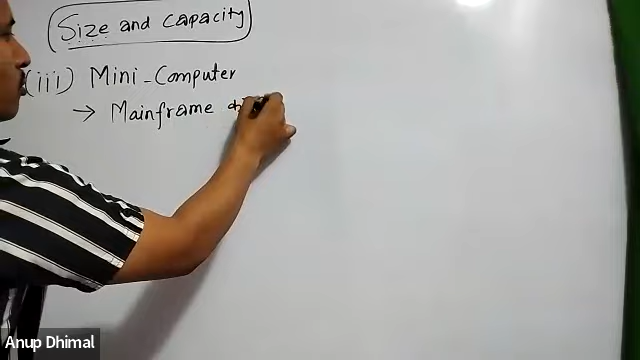 Size and Capacity
(iii) Mini-Computer
→ Mainframe
Anup Dhimal